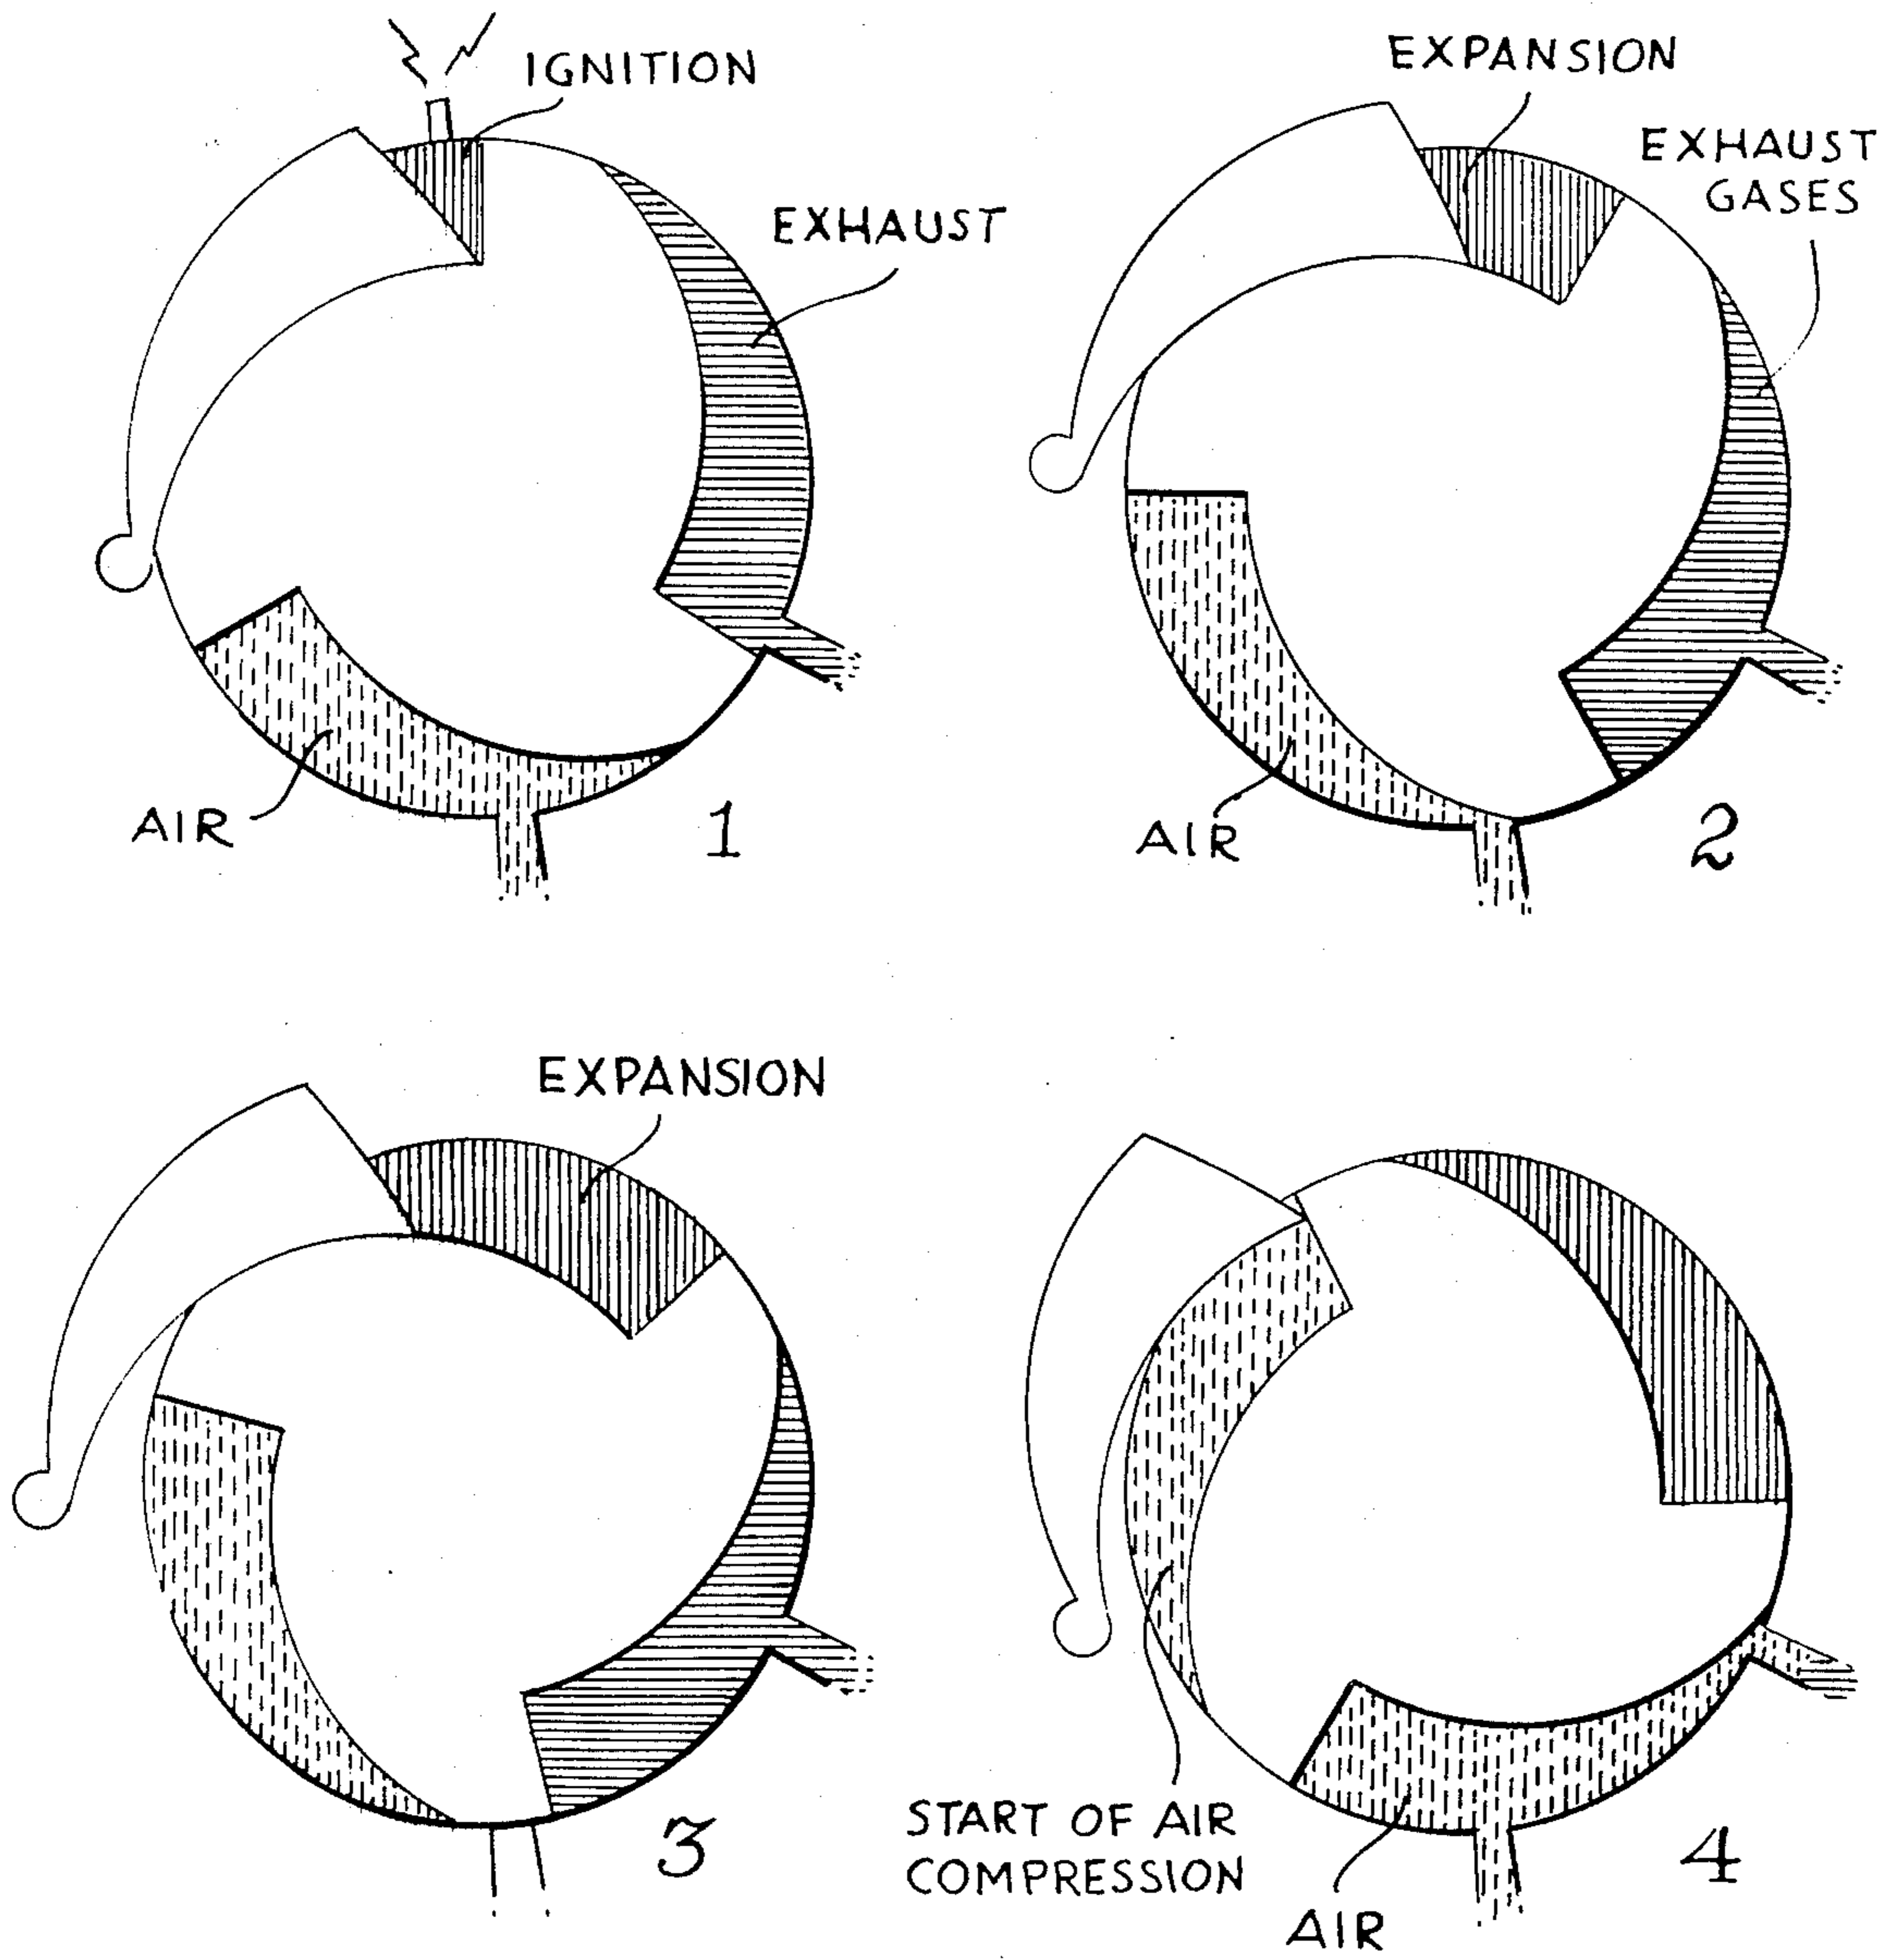 IGNITION
EXHAUST
AIR
1
EXPANSION
EXHAUST
GASES
AIR
2
EXPANSION
3
START OF AIR
COMPRESSION
AIR
4